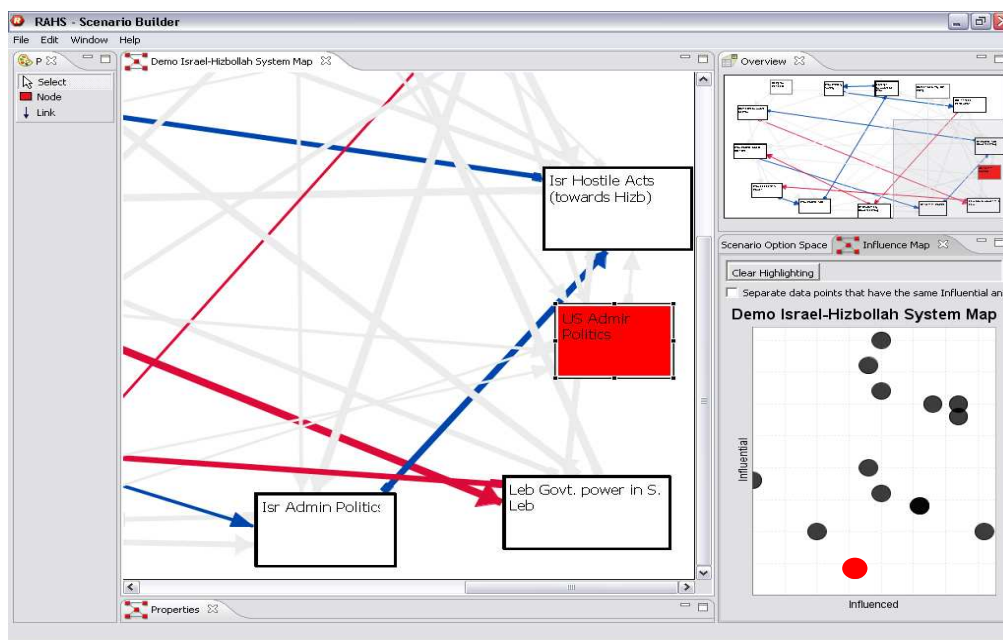 RAHS - Scenario Builder
File Edit Window Help
P
Select
Node
Link
Demo Israel-Hizbollah System Map
Isr Hostile Acts
(towards Hizb)
US Admir
Politics
Leb Govt. power in S.
Leb
Isr Admin Politics
Properties
Overview
Scenario Option Space
Influence Map
Clear Highlighting
Separate data points that have the same Influential an
Demo Israel-Hizbollah System Map
Influential
Influenced